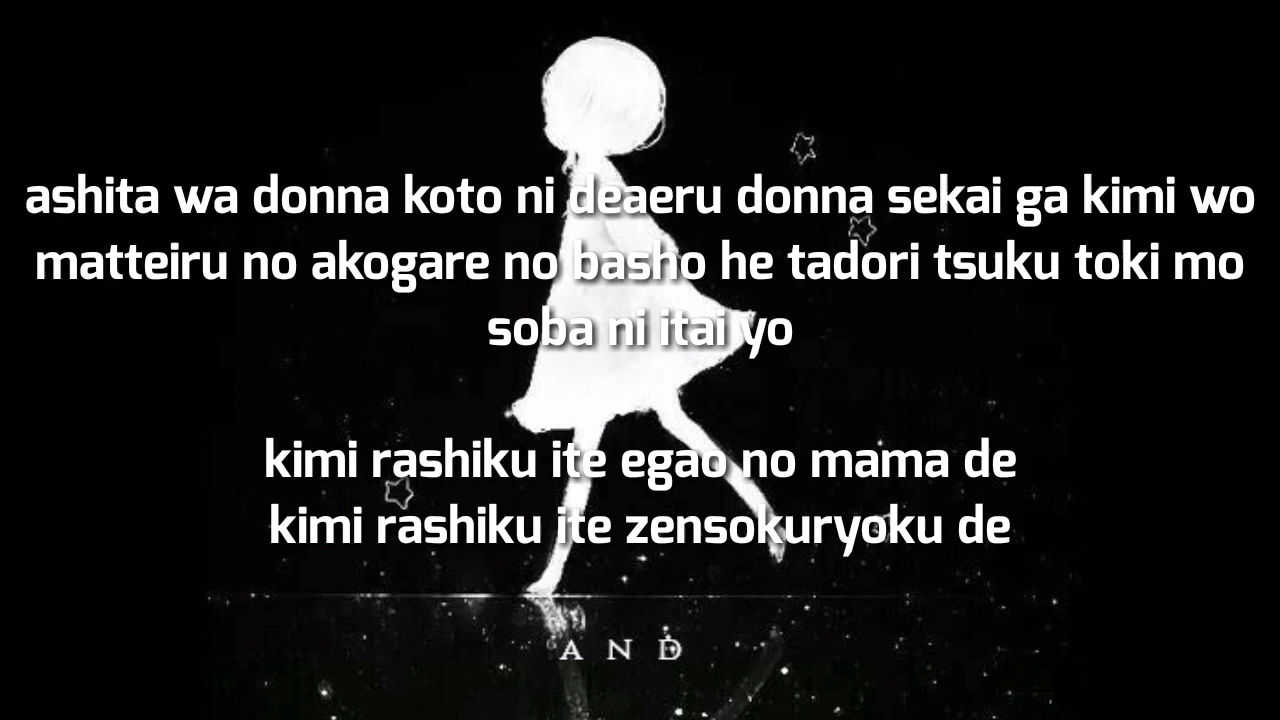 ashita wa donna koto ni deaeru donna sekai ga kimi wo
matteiru no akogare no basho he tadori tsuku toki mo
soba ni itai yo
kimi rashiku ite egao no mama de
kimi rashiku ite zensokuryoku de
AND